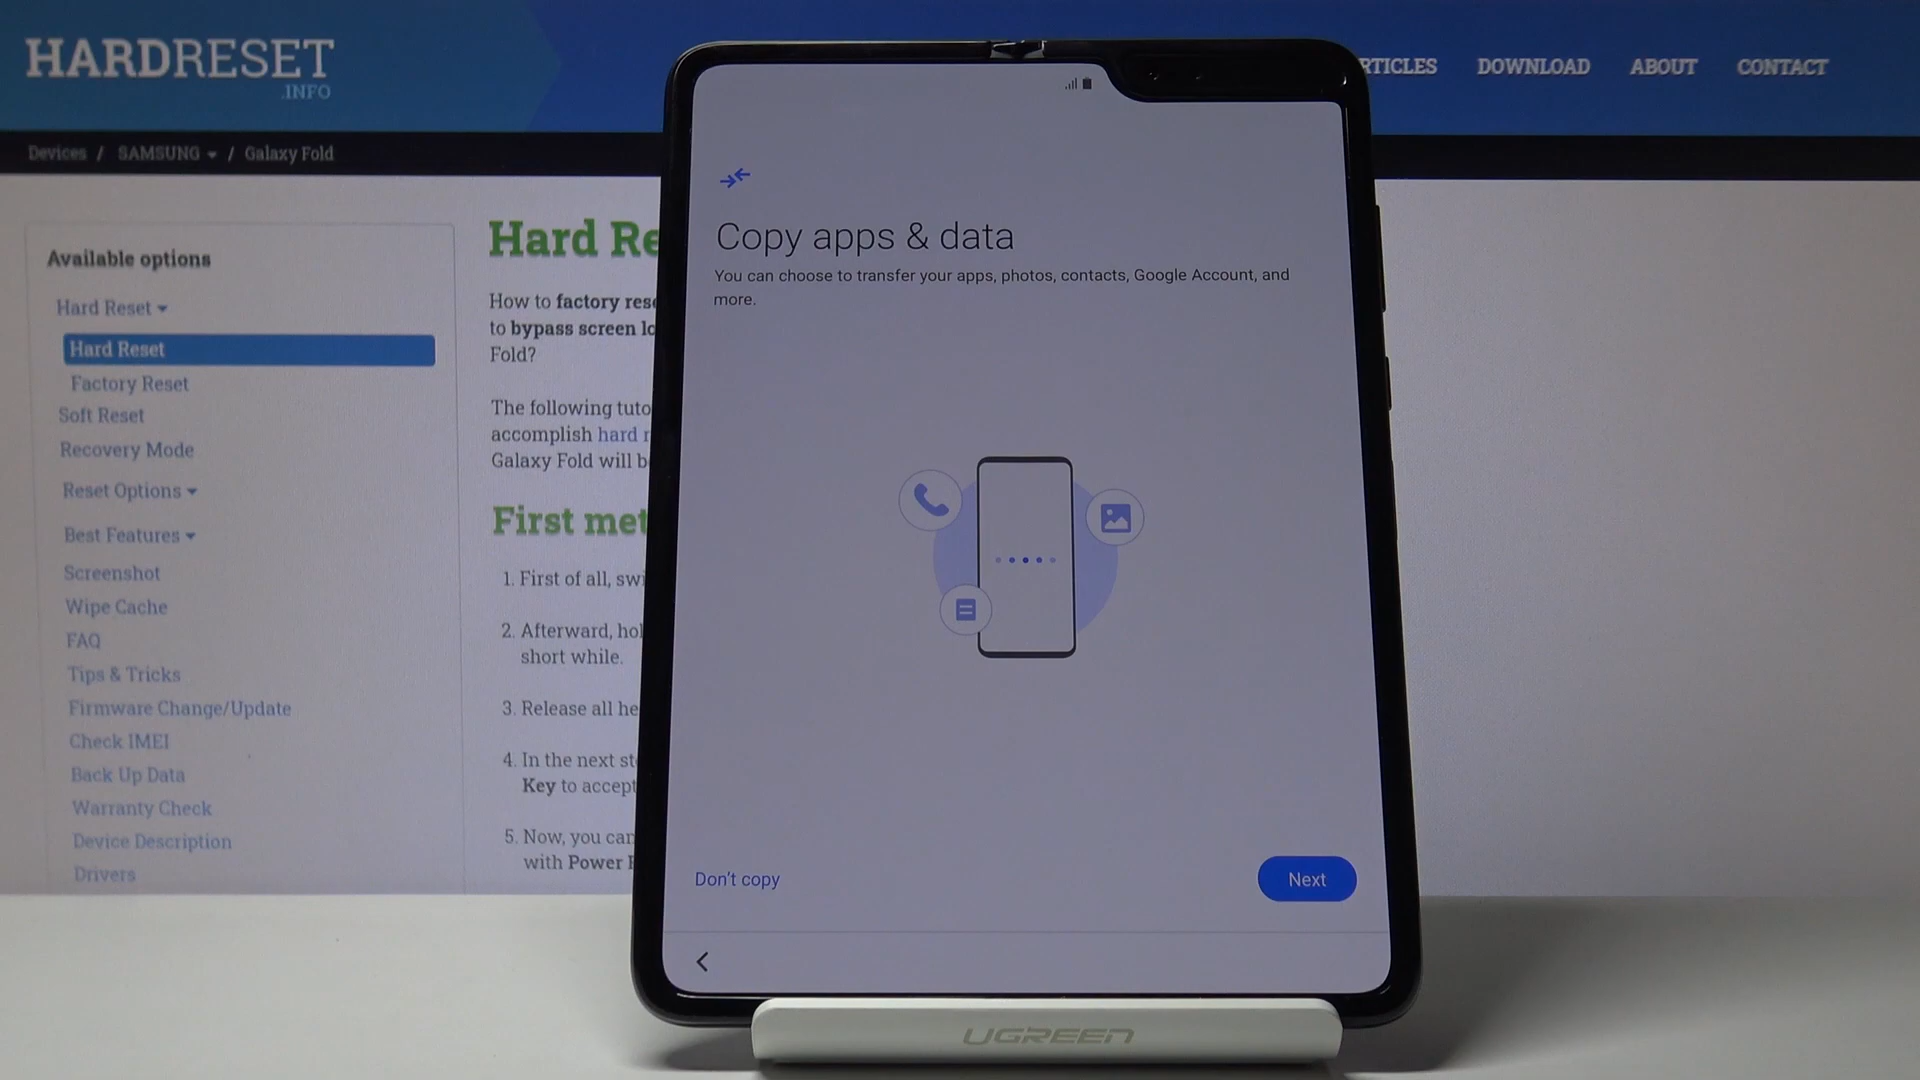 HARDRESET
.INFO
DOWNLOAD
ABOUT
CONTACT
Devices / SAMSUNG / Galaxy Fold
Available options
Hard Reset
Hard Reset
Factory Reset
Soft Reset
Recovery Mode
Reset Options
Best Features
Screenshot
Wipe Cache
FAQ
Tips & Tricks
Firmware Change/Update
Check IMEI
Back Up Data
Warranty Check
Device Description
Drivers
Hard Re
How to factory rese
to bypass screen lo
Fold?
The following tuto
accomplish hard r
Galaxy Fold will b
First met
1. First of all, swi
2. Afterward, hol
short while.
3. Release all he
4. In the next st
Key to accept
5. Now, you can
with Power
Copy apps & data
You can choose to transfer your apps, photos, contacts, Google Account, and
more.
Don't copy
Next
UGREEN